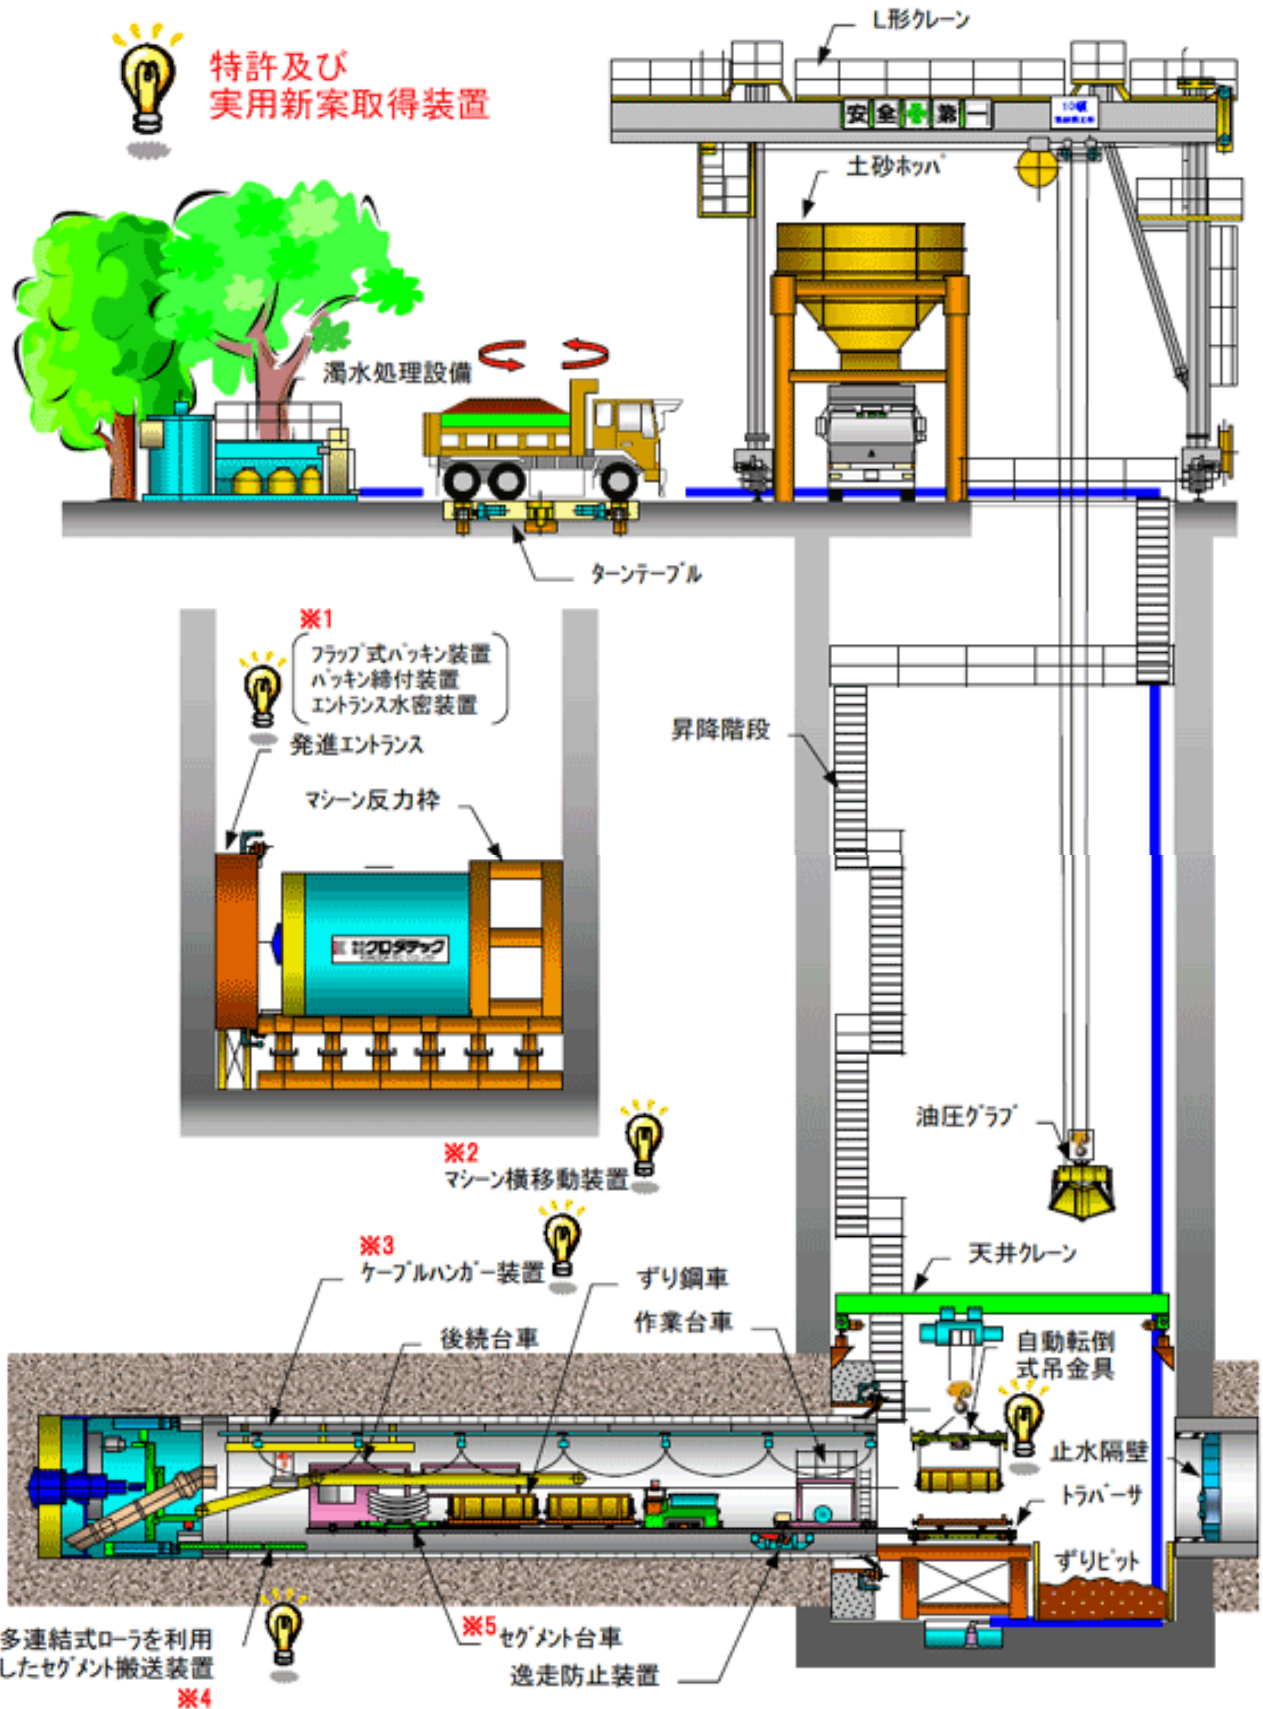 L形クレーン
特許及び
実用新案取得装置
安全✚第一
10噸
土砂ホッパ
濁水処理設備
ターンテーブル
※1
フラップ式パッキン装置
パッキン締付装置
エントランス水密装置
発進エントランス
昇降階段
マシーン反力枠
クロダテック
油圧グラブ
※2
マシーン横移動装置
※3
ケーブルハンガー装置
天井クレーン
ずり鋼車
作業台車
後続台車
自動転倒
式吊金具
止水隔壁
トラバーサ
ずりピット
※5 セグメント台車
多連結式ローラを利用
したセグメント搬送装置
※4
逸走防止装置